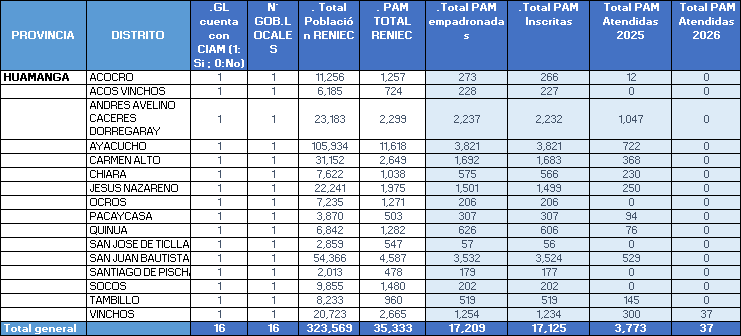 PROVINCIA DISTRITO .GL cuenta con CIAM (1: Si ; 0:No) N° GOB.LOCALES . Total Población RENIEC . PAM TOTAL RENIEC .Total PAM empadronadas .Total PAM Inscritas Total PAM Atendidas 2025 Total PAM Atendidas 2026
HUAMANGA ACOCRO 1 1 11,256 1,257 273 266 12 0
ACOS VINCHOS 1 1 6,185 724 228 227 0 0
ANDRES AVELINO CACERES DORREGARAY 1 1 23,183 2,299 2,237 2,232 1,047 0
AYACUCHO 1 1 105,934 11,618 3,821 3,821 722 0
CARMEN ALTO 1 1 31,152 2,649 1,692 1,683 368 0
CHIARA 1 1 7,622 1,038 575 566 230 0
JESUS NAZARENO 1 1 22,241 1,975 1,501 1,499 250 0
OCROS 1 1 7,235 1,271 206 206 0 0
PACAYCASA 1 1 3,870 503 307 307 94 0
QUINUA 1 1 6,842 1,282 626 606 76 0
SAN JOSE DE TICLLA 1 1 2,859 547 57 56 0 0
SAN JUAN BAUTISTA 1 1 54,366 4,587 3,532 3,524 529 0
SANTIAGO DE PISCHA 1 1 2,013 478 179 177 0 0
SOCOS 1 1 9,855 1,480 202 202 0 0
TAMBILLO 1 1 8,233 960 519 519 145 0
VINCHOS 1 1 20,723 2,665 1,254 1,234 300 37
Total general 16 16 323,569 35,333 17,209 17,125 3,773 37